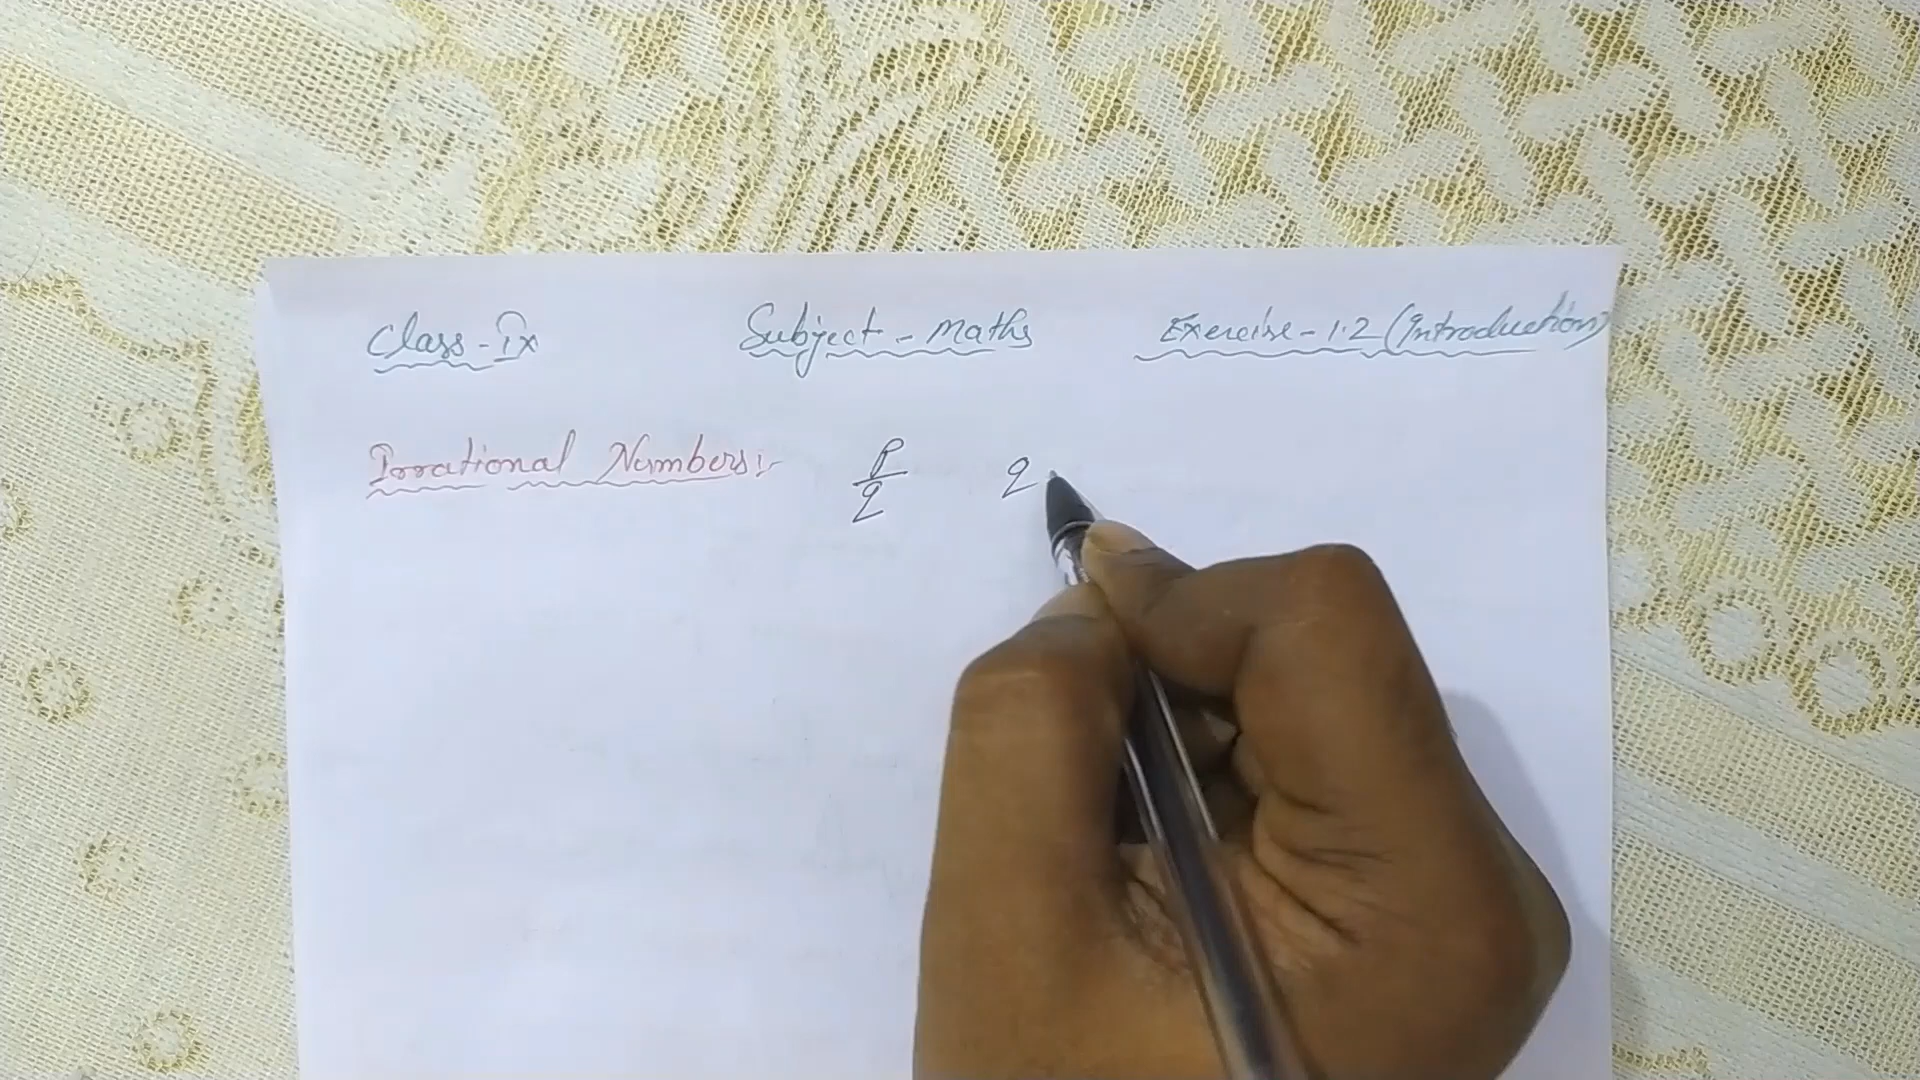 Class-IX Subject - Maths Exercise-1.2 (Introduction)
Irrational Numbers:- p/q q